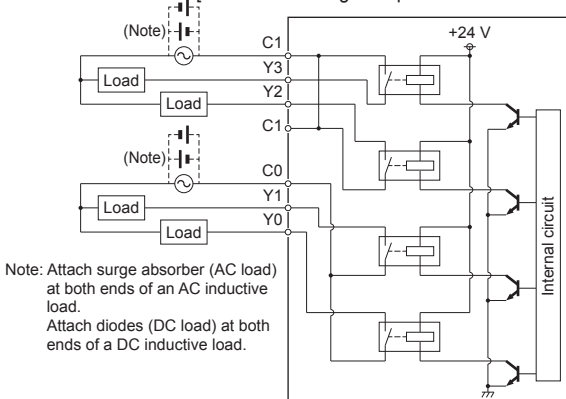 (Note)
C1
+24 V
Y3
Load
Y2
Load
C1
(Note)
C0
Y1
Load
Y0
Load
Internal circuit
Note: Attach surge absorber (AC load)
at both ends of an AC inductive
load.
Attach diodes (DC load) at both
ends of a DC inductive load.